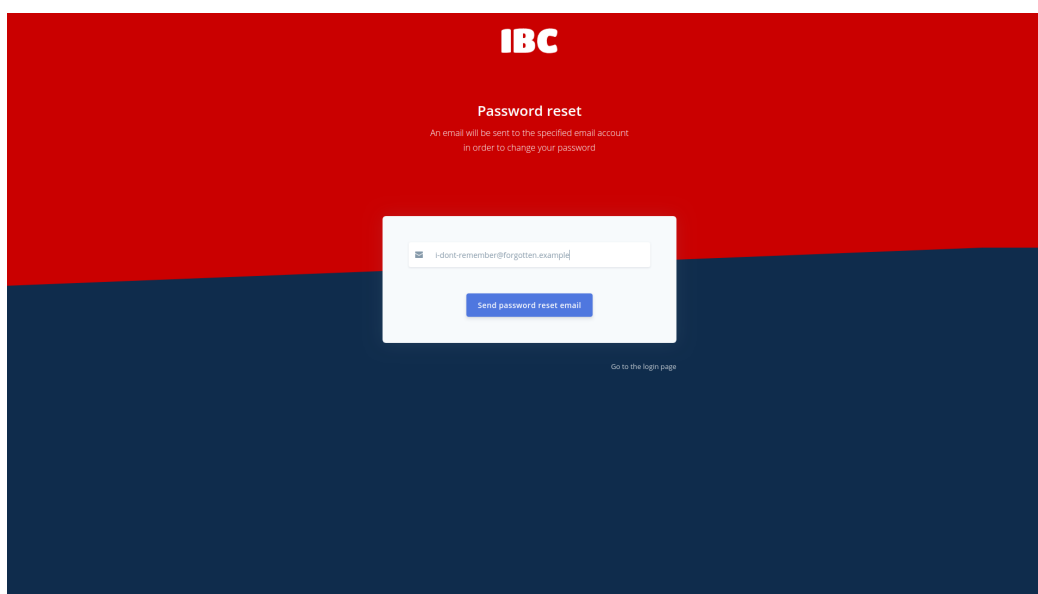 IBC
Password reset
An email will be sent to the specified email account
in order to change your password
i-dont-remember@forgotten.example
Send password reset email
Go to the login page